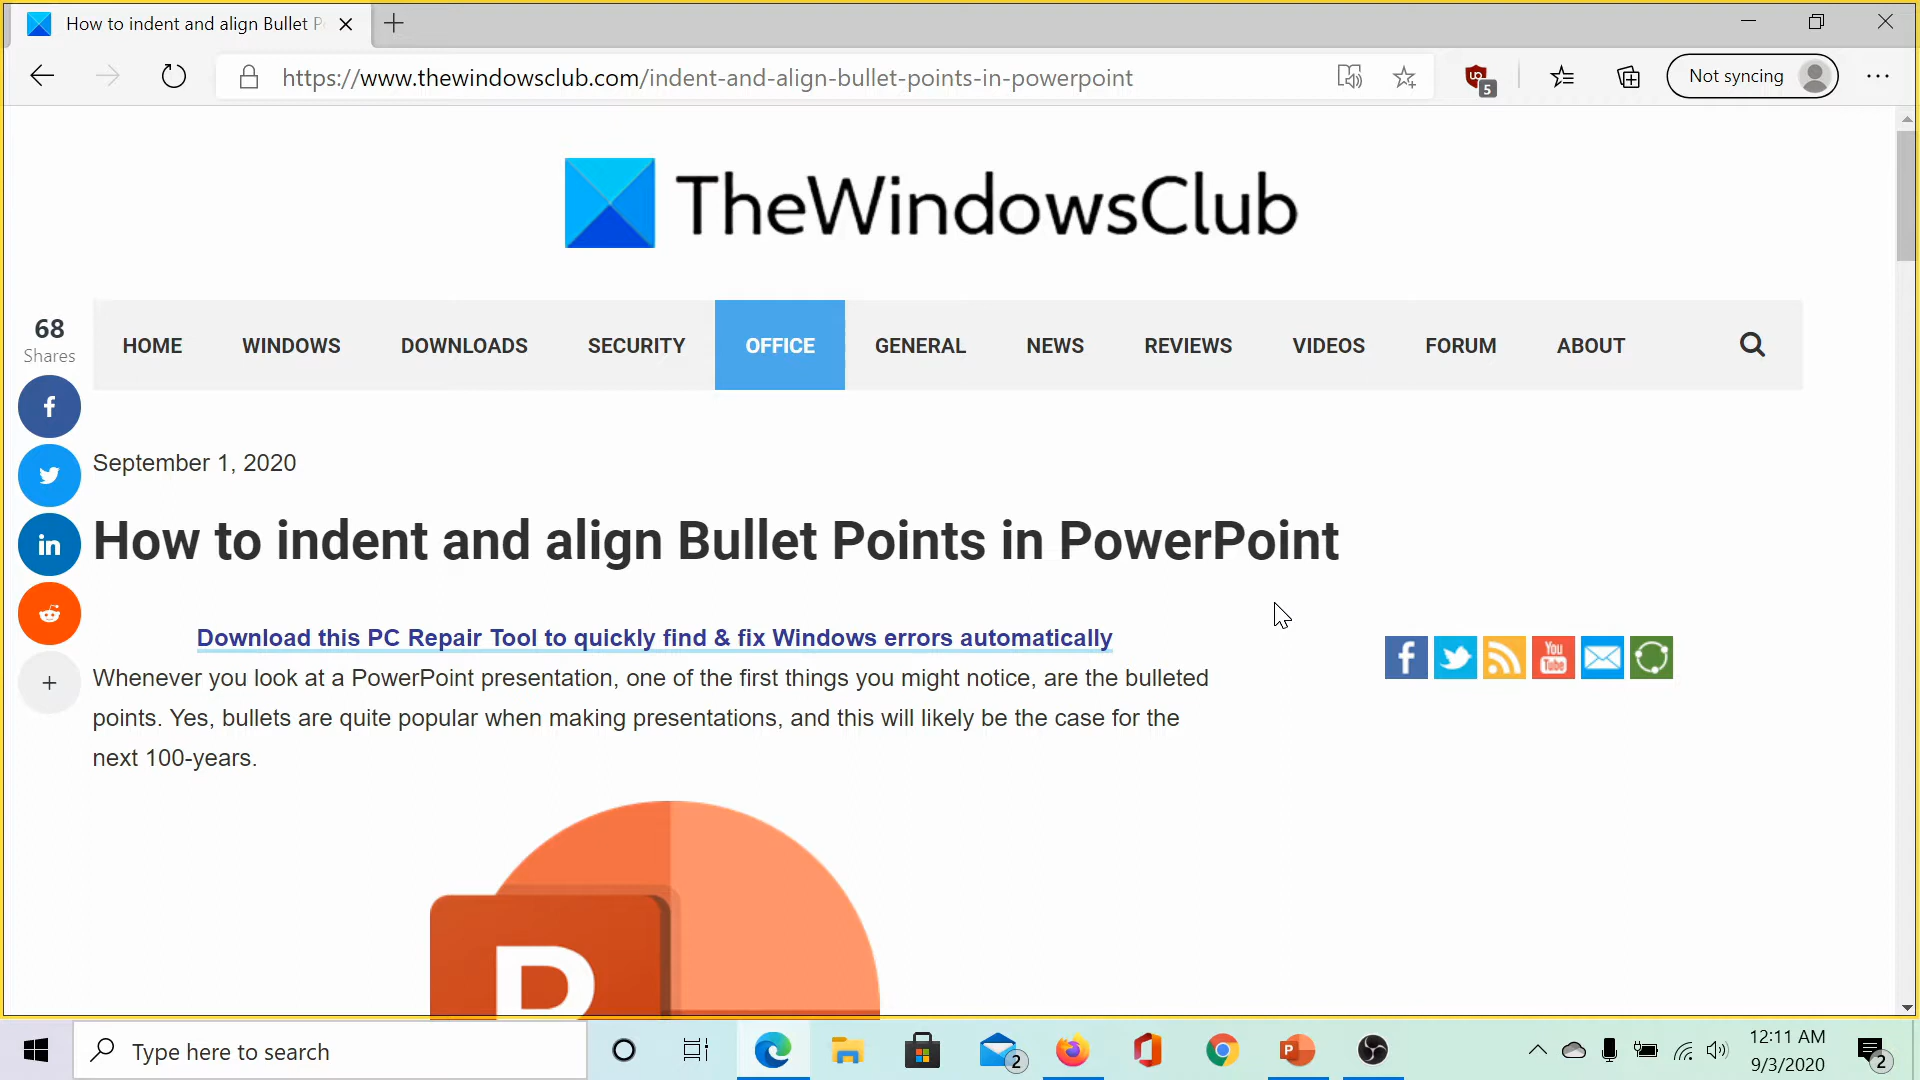 How to indent and align Bullet P
Not syncing
https://www.thewindowsclub.com/indent-and-align-bullet-points-in-powerpoint
5
TheWindowsClub
HOME WINDOWS DOWNLOADS SECURITY OFFICE GENERAL NEWS REVIEWS VIDEOS FORUM ABOUT
68
Shares
September 1, 2020
How to indent and align Bullet Points in PowerPoint
Download this PC Repair Tool to quickly find & fix Windows errors automatically
Whenever you look at a PowerPoint presentation, one of the first things you might notice, are the bulleted
points. Yes, bullets are quite popular when making presentations, and this will likely be the case for the
next 100-years.
You
Tube
P
Type here to search
2
12:11 AM
9/3/2020
2